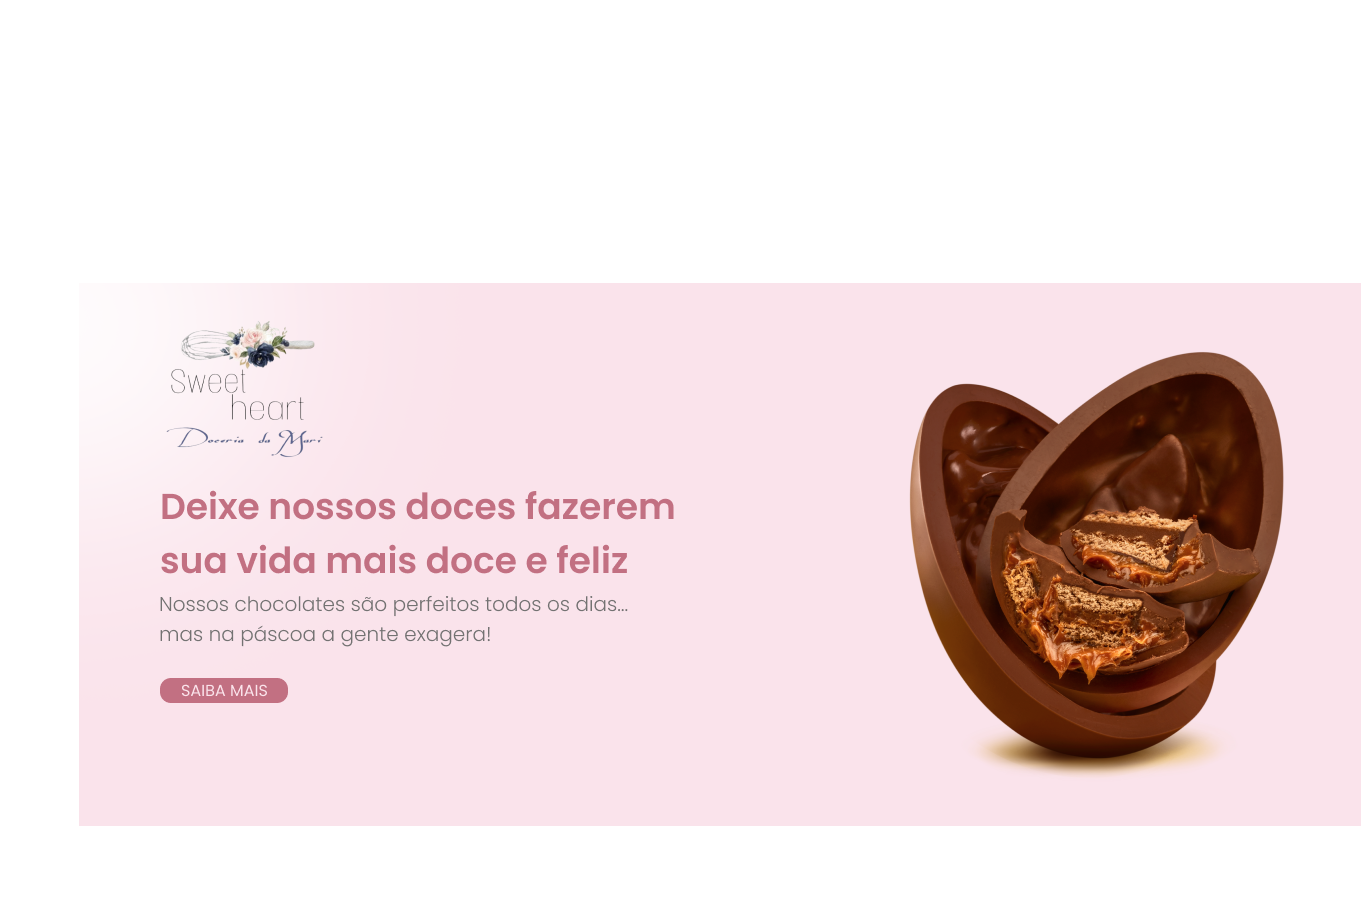 Sweet
heart
Doceria da Mari
Deixe nossos doces fazerem
sua vida mais doce e feliz
Nossos chocolates são perfeitos todos os dias...
mas na páscoa a gente exagera!
SAIBA MAIS